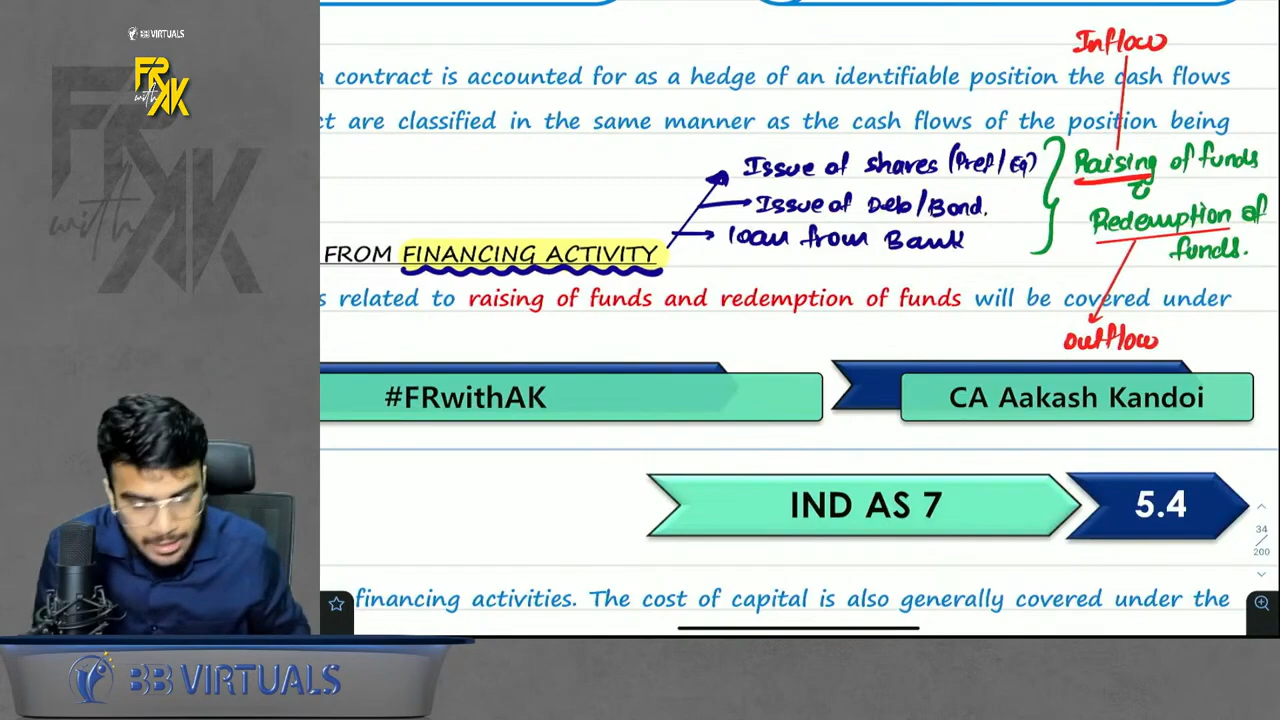 BB VIRTUALS
FR
with
AK
FR
with
AK
Inflow
a contract is accounted for as a hedge of an identifiable position the cash flows
ct are classified in the same manner as the cash flows of the position being
Issue of shares (Pref/Eq)
Raising of funds
Issue of Deb/Bond.
Redemption of
funds.
loan from Bank
FROM FINANCING ACTIVITY
s related to raising of funds and redemption of funds will be covered under
outflow
#FRwithAK
CA Aakash Kandoi
IND AS 7
5.4
34
/
200
financing activities. The cost of capital is also generally covered under the
BB VIRTUALS